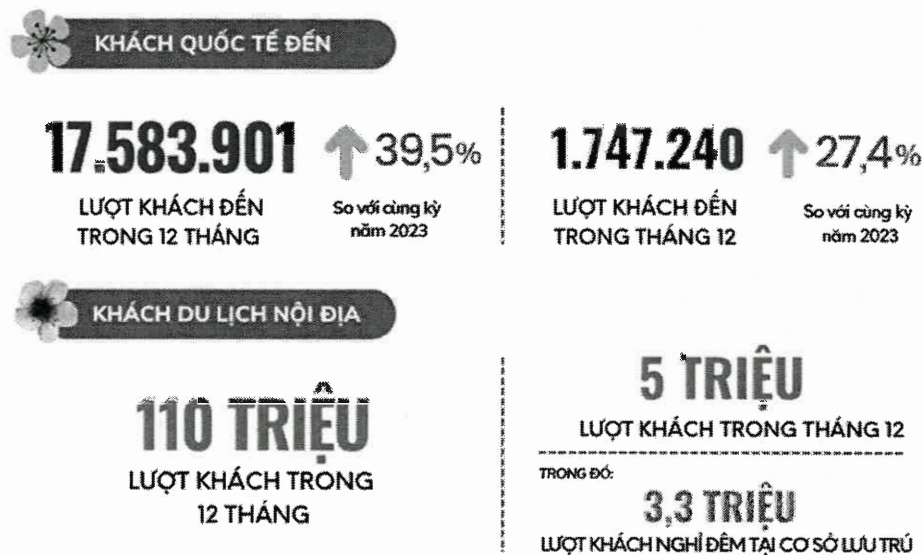 KHÁCH QUỐC TẾ ĐẾN
17.583.901
39,5%
LƯỢT KHÁCH ĐẾN
TRONG 12 THÁNG
So với cùng kỳ
năm 2023
1.747.240
27,4%
LƯỢT KHÁCH ĐẾN
TRONG THÁNG 12
So với cùng kỳ
năm 2023
KHÁCH DU LỊCH NỘI ĐỊA
110 TRIỆU
LƯỢT KHÁCH TRONG
12 THÁNG
5 TRIỆU
LƯỢT KHÁCH TRONG THÁNG 12
TRONG ĐÓ:
3,3 TRIỆU
LƯỢT KHÁCH NGHỈ ĐÊM TẠI CƠ SỞ LƯU TRÚ